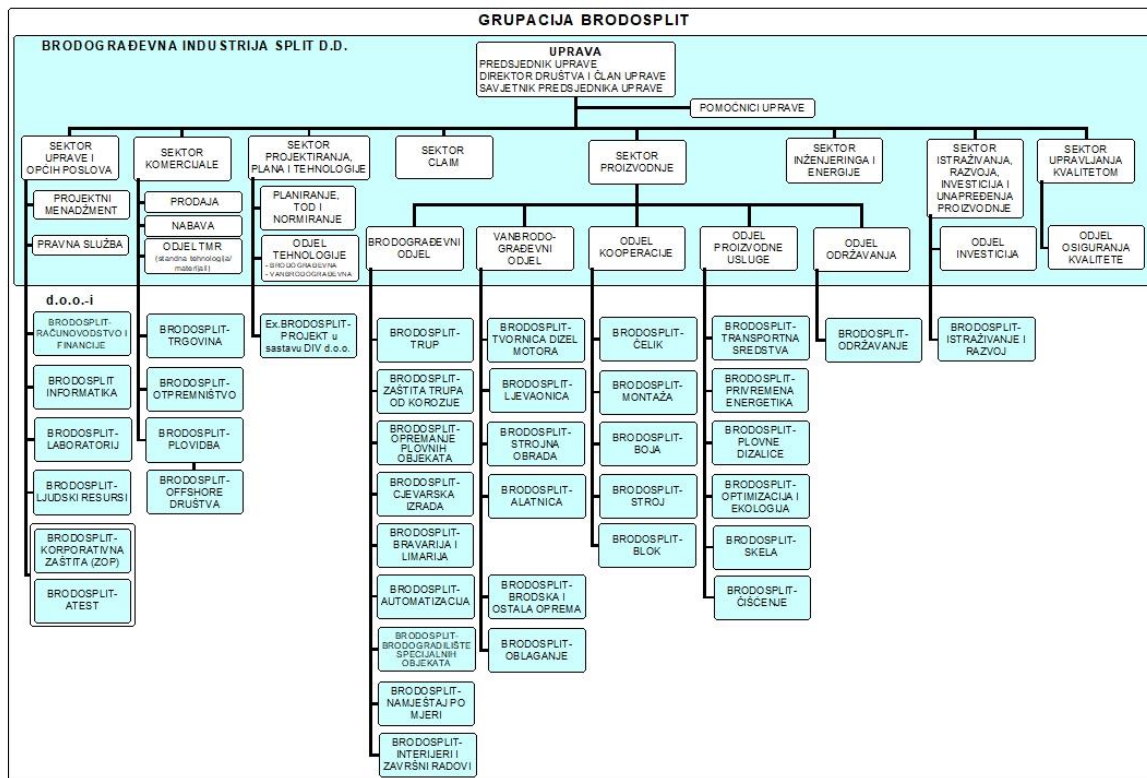 GRUPACIJA BRODOSPLIT
BRODOGRAĐEVNA INDUSTRIJA SPLIT D.D.
UPRAVA
PREDSJEDNIK UPRAVE
DIREKTOR DRUŠTVA I ČLAN UPRAVE
SAVJETNIK PREDSJEDNIKA UPRAVE
POMOĆNICI UPRAVE
SEKTOR
UPRAVE I
OPĆIH POSLOVA
SEKTOR
KOMERCIJALE
SEKTOR
PROJEKTIRANJA,
PLANA I TEHNOLOGIJE
SEKTOR
CLAIM
SEKTOR
PROIZVODNJE
SEKTOR
INŽENJERINGA I
ENERGIJE
SEKTOR
ISTRAŽIVANJA,
RAZVOJA,
INVESTICIJA I
UNAPREĐENJA
PROIZVODNJE
SEKTOR
UPRAVLJANJA
KVALITETOM
PROJEKTNI
MENADŽMENT
PRAVNA SLUŽBA
PRODAJA
NABAVA
ODJEL TMR
(standna tehnologija/
materijali)
PLANIRANJE,
TOD I
NORMIRANJE
ODJEL
TEHNOLOGIJE
- BRODOGRAĐEVNA
- VANBRODOGRAĐEVNA
BRODOGRAĐEVNI
ODJEL
VANBRODO-
GRAĐEVNI
ODJEL
ODJEL
KOOPERACIJE
ODJEL
PROIZVODNE
USLUGE
ODJEL
ODRŽAVANJA
ODJEL
INVESTICIJA
ODJEL
OSIGURANJA
KVALITETE
d.o.o.-i
BRODOSPLIT-
RAČUNOVODSTVO I
FINANCIJE
BRODOSPLIT
INFORMATIKA
BRODOSPLIT-
LABORATORIJ
BRODOSPLIT-
LJUDSKI RESURSI
BRODOSPLIT-
KORPORATIVNA
ZAŠTITA (ZOP)
BRODOSPLIT-
ATEST
BRODOSPLIT-
TRGOVINA
BRODOSPLIT-
OTPREMNIŠTVO
BRODOSPLIT-
PLOVIDBA
BRODOSPLIT-
OFFSHORE
DRUŠTVA
Ex.BRODOSPLIT-
PROJEKT u
sastavu DIV d.o.o.
BRODOSPLIT-
TRUP
BRODOSPLIT-
ZAŠTITA TRUPA
OD KOROZIJE
BRODOSPLIT-
OPREMANJE
PLOVNIH
OBJEKATA
BRODOSPLIT-
CJEVARSKA
IZRADA
BRODOSPLIT-
BRAVARIJA I
LIMARIJA
BRODOSPLIT-
AUTOMATIZACIJA
BRODOSPLIT-
BRODOGRADILIŠTE
SPECIJALNIH
OBJEKATA
BRODOSPLIT-
NAMJEŠTAJ PO
MJERI
BRODOSPLIT-
INTERIJERI I
ZAVRŠNI RADOVI
BRODOSPLIT-
TVORNICA DIZEL
MOTORA
BRODOSPLIT-
LJEVAONICA
BRODOSPLIT-
STROJNA
OBRADA
BRODOSPLIT-
ALATNICA
BRODOSPLIT-
BRODSKA I
OSTALA OPREMA
BRODOSPLIT-
OBLAGANJE
BRODOSPLIT-
ČELIK
BRODOSPLIT-
MONTAŽA
BRODOSPLIT-
BOJA
BRODOSPLIT-
STROJ
BRODOSPLIT-
BLOK
BRODOSPLIT-
TRANSPORTNA
SREDSTVA
BRODOSPLIT-
PRIVREMENA
ENERGETIKA
BRODOSPLIT-
PLOVNE
DIZALICE
BRODOSPLIT-
OPTIMIZACIJA I
EKOLOGIJA
BRODOSPLIT-
SKELA
BRODOSPLIT-
ČIŠĆENJE
BRODOSPLIT-
ODRŽAVANJE
BRODOSPLIT-
ISTRAŽIVANJE I
RAZVOJ